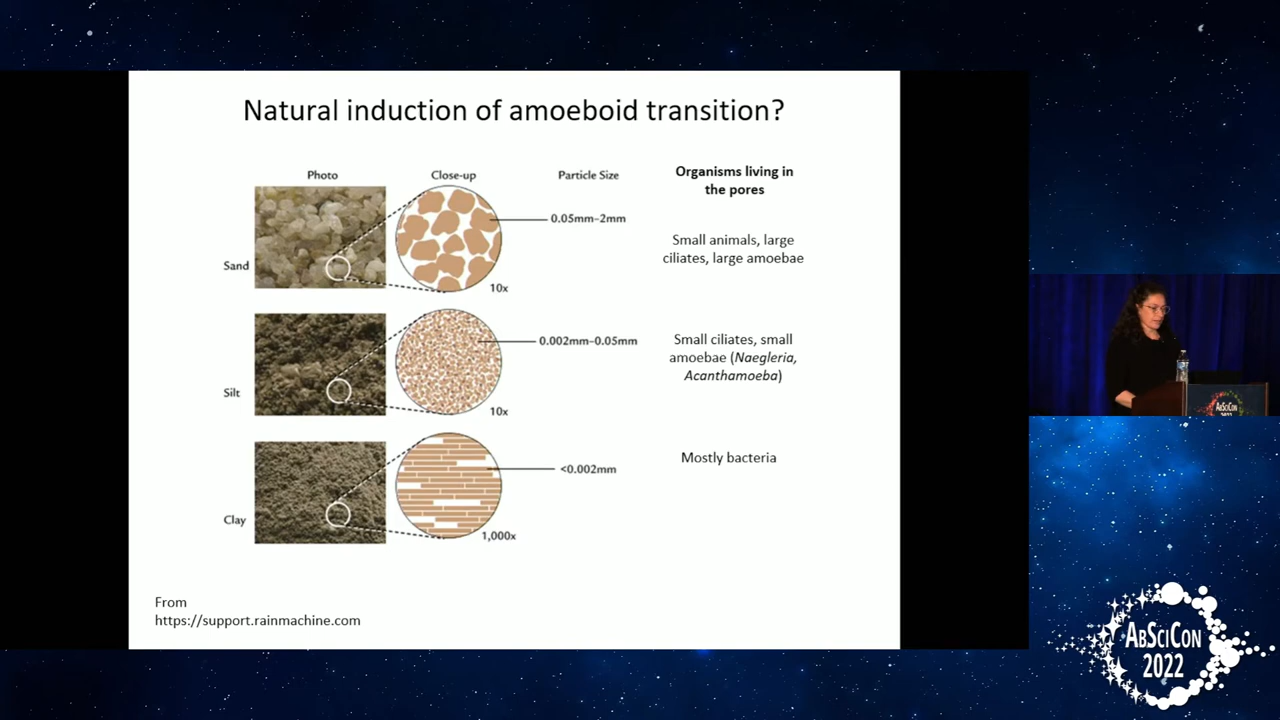 Natural induction of amoeboid transition?
Photo
Close-up
Particle Size
Organisms living in
the pores
Sand
0.05mm–2mm
10x
Small animals, large
ciliates, large amoebae
Silt
0.002mm–0.05mm
10x
Small ciliates, small
amoebae (Naegleria,
Acanthamoeba)
Clay
<0.002mm
1,000x
Mostly bacteria
From
https://support.rainmachine.com
AbSciCon
2022
AbSciCon
2022